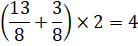 (13/8 + 3/8) × 2 = 4